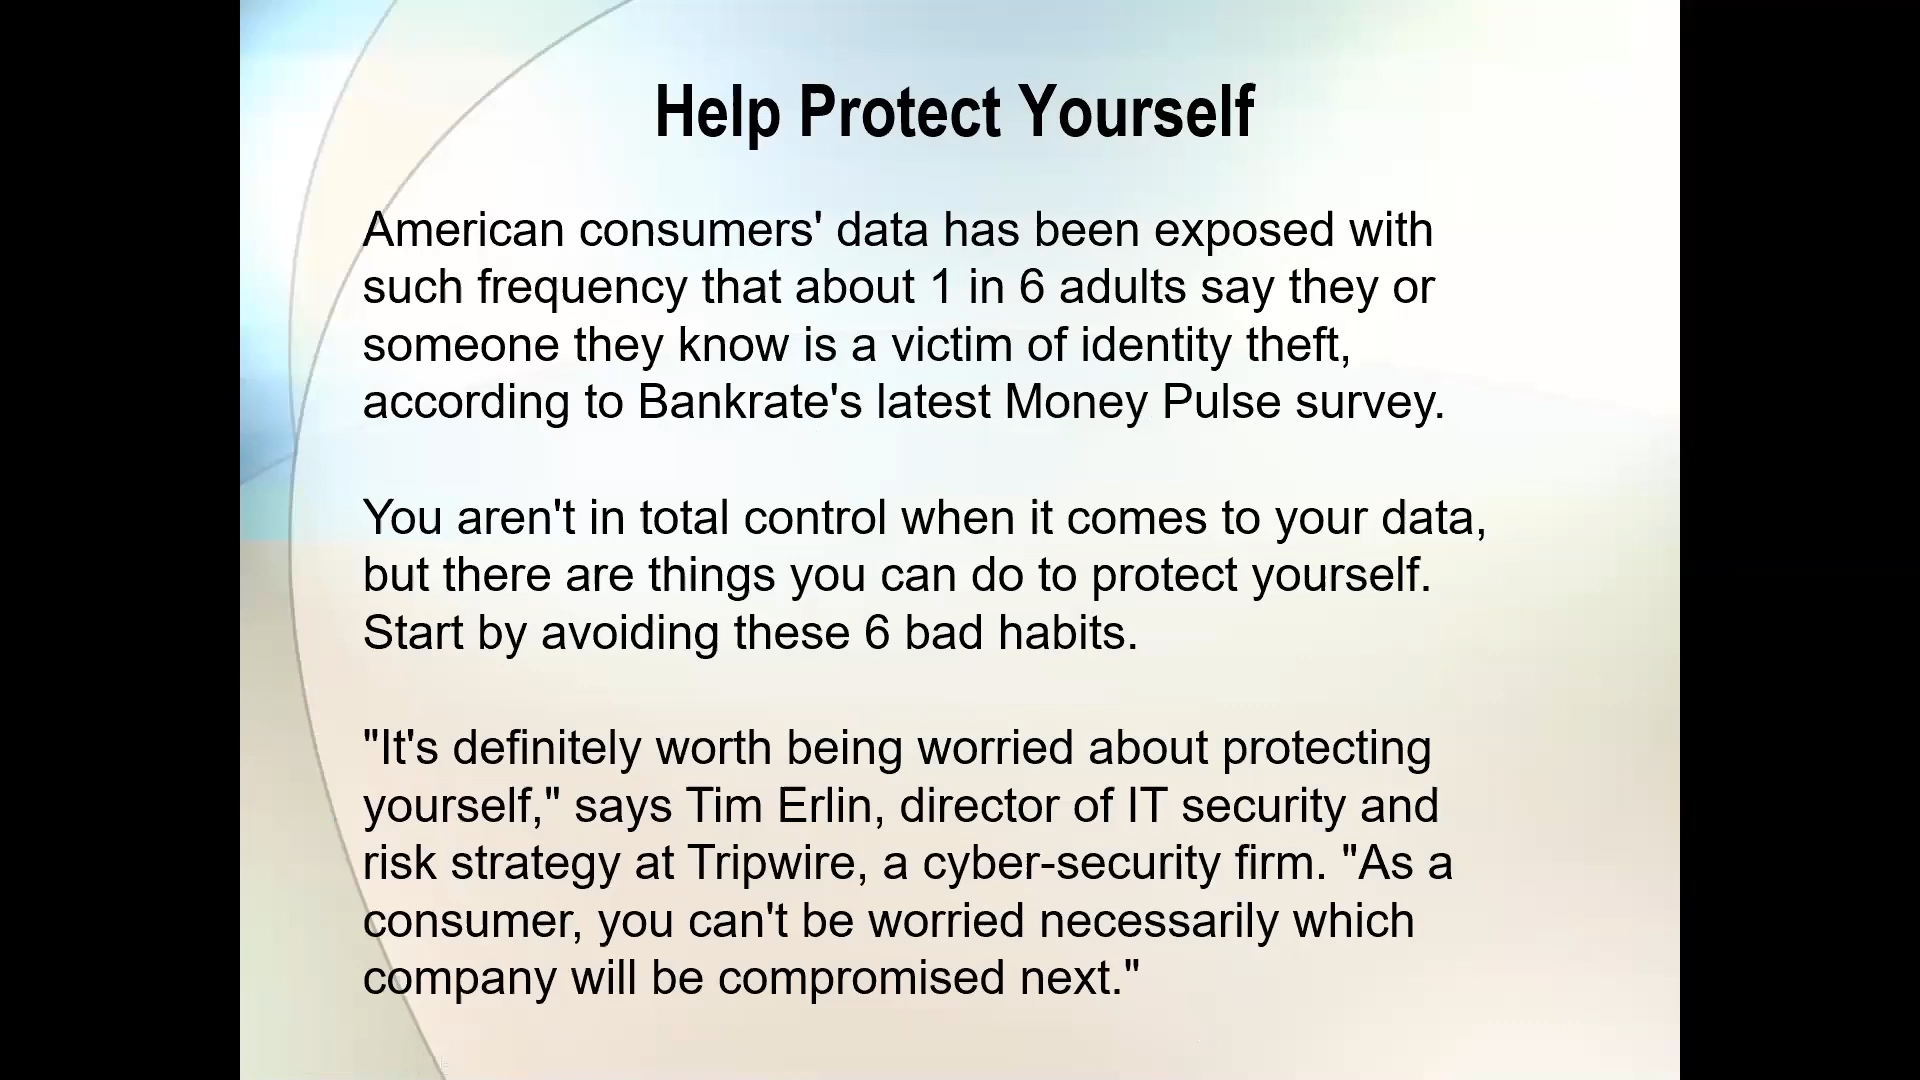 Help Protect Yourself
American consumers' data has been exposed with
such frequency that about 1 in 6 adults say they or
someone they know is a victim of identity theft,
according to Bankrate's latest Money Pulse survey.
You aren't in total control when it comes to your data,
but there are things you can do to protect yourself.
Start by avoiding these 6 bad habits.
"It's definitely worth being worried about protecting
yourself," says Tim Erlin, director of IT security and
risk strategy at Tripwire, a cyber-security firm. "As a
consumer, you can't be worried necessarily which
company will be compromised next."